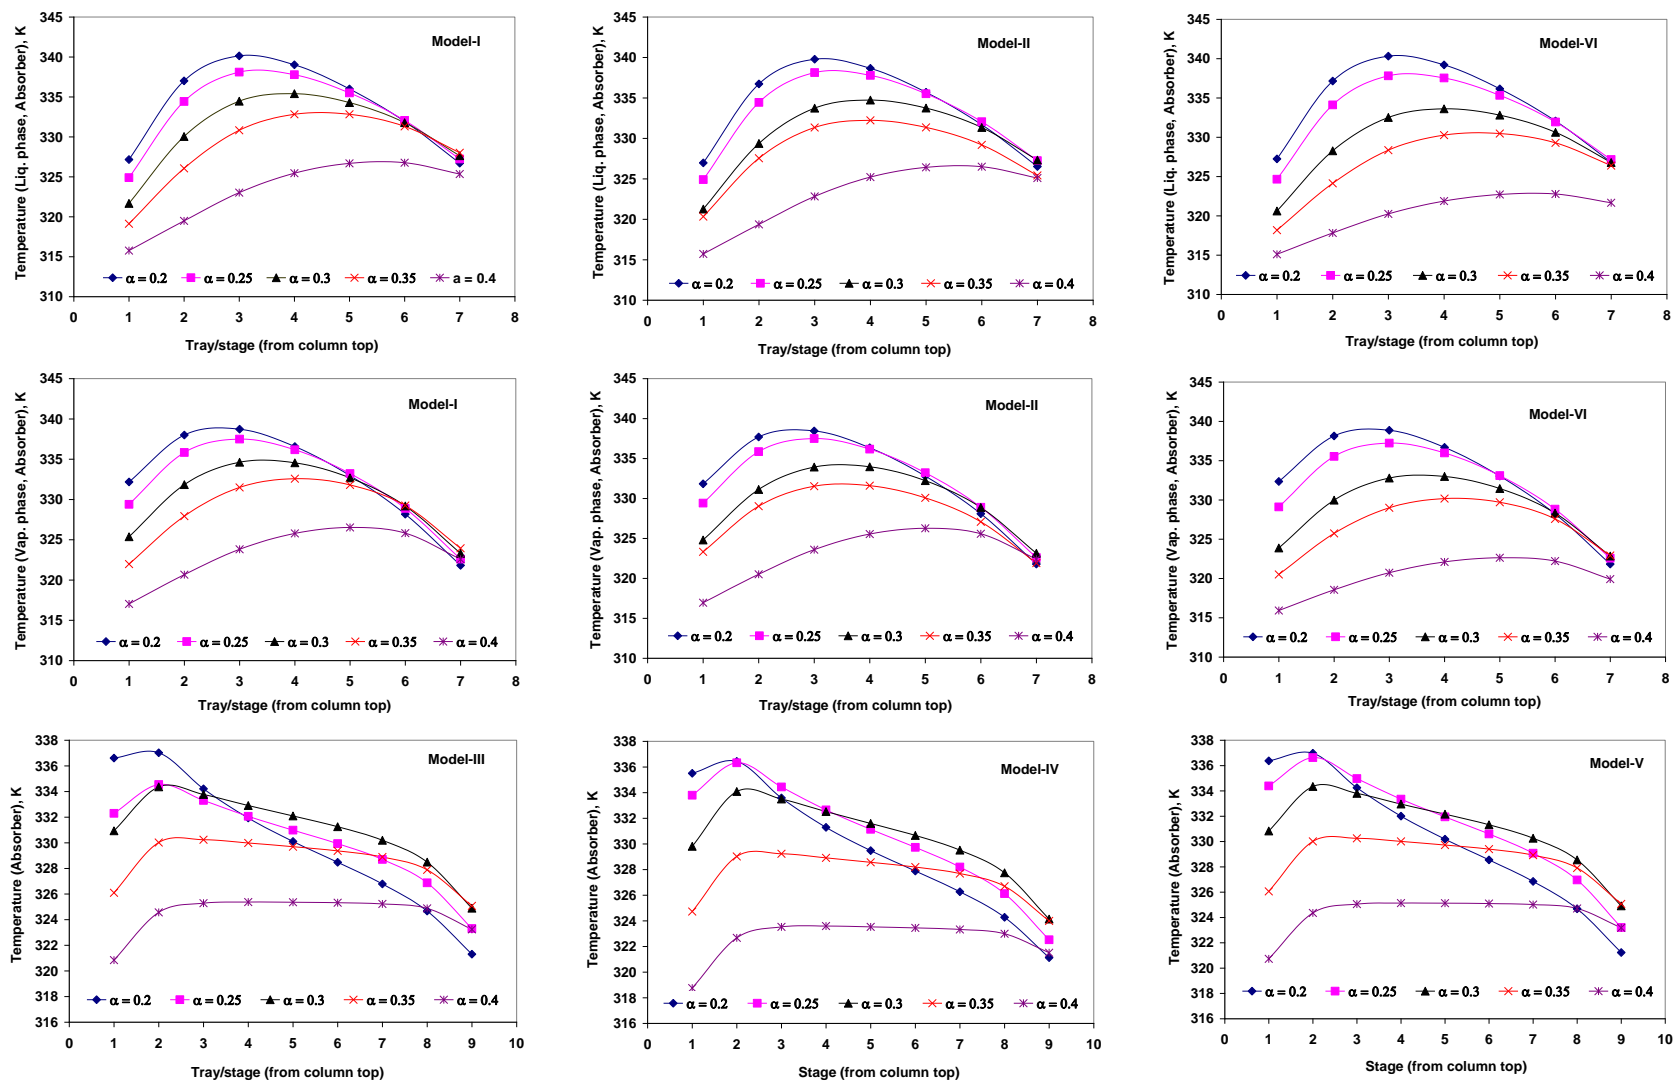 Temperature (Liq. phase, Absorber), K
345
340
335
330
325
320
315
310
Model-I
α = 0.2 α = 0.25 α = 0.3 α = 0.35 a = 0.4
0 1 2 3 4 5 6 7 8
Tray/stage (from column top)
Temperature (Liq. phase, Absorber), K
345
340
335
330
325
320
315
310
Model-II
α = 0.2 α = 0.25 α = 0.3 α = 0.35 α = 0.4
0 1 2 3 4 5 6 7 8
Tray/stage (from column top)
Temperature (Liq. phase, Absorber), K
345
340
335
330
325
320
315
310
Model-VI
α = 0.2 α = 0.25 α = 0.3 α = 0.35 α = 0.4
0 1 2 3 4 5 6 7 8
Tray/stage (from column top)
Temperature (Vap. phase, Absorber), K
345
340
335
330
325
320
315
310
Model-I
α = 0.2 α = 0.25 α = 0.3 α = 0.35 α = 0.4
0 1 2 3 4 5 6 7 8
Tray/stage (from column top)
Temperature (Vap. phase, Absorber), K
345
340
335
330
325
320
315
310
Model-II
α = 0.2 α = 0.25 α = 0.3 α = 0.35 α = 0.4
0 1 2 3 4 5 6 7 8
Tray/stage (from column top)
Temperature (Vap. phase, Absorber), K
345
340
335
330
325
320
315
310
Model-VI
α = 0.2 α = 0.25 α = 0.3 α = 0.35 α = 0.4
0 1 2 3 4 5 6 7 8
Tray/stage (from column top)
Temperature (Absorber), K
338
336
334
332
330
328
326
324
322
320
318
316
Model-III
α = 0.2 α = 0.25 α = 0.3 α = 0.35 α = 0.4
0 1 2 3 4 5 6 7 8 9 10
Tray/stage (from column top)
Temperature (Absorber), K
338
336
334
332
330
328
326
324
322
320
318
316
Model-IV
α = 0.2 α = 0.25 α = 0.3 α = 0.35 α = 0.4
0 1 2 3 4 5 6 7 8 9 10
Stage (from column top)
Temperature (Absorber), K
338
336
334
332
330
328
326
324
322
320
318
316
Model-V
α = 0.2 α = 0.25 α = 0.3 α = 0.35 α = 0.4
0 1 2 3 4 5 6 7 8 9 10
Stage (from column top)